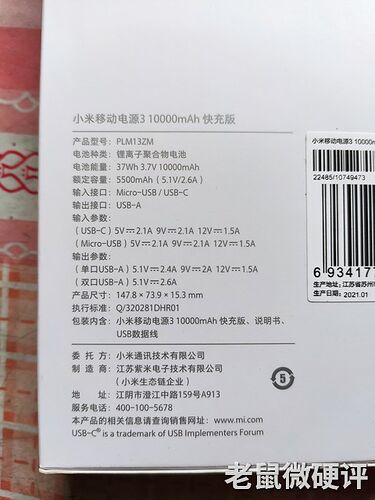 小米移动电源3 10000mAh 快充版
产品型号：PLM13ZM
电池种类：锂离子聚合物电池
电池能量：37Wh 3.7V 10000mAh
额定容量：5500mAh（5.1V/2.6A）
输入接口：Micro-USB / USB-C
输出接口：USB-A
输入参数：
（USB-C）5V⎓2.1A 9V⎓2.1A 12V⎓1.5A
（Micro-USB）5V⎓2.1A 9V⎓2.1A 12V⎓1.5A
输出参数：
（单口USB-A）5.1V⎓2.4A 9V⎓2A 12V⎓1.5A
（双口USB-A）5.1V⎓2.6A
产品尺寸：147.8 × 73.9 × 15.3 mm
执行标准：Q/320281DHR01
包装内含：小米移动电源3 10000mAh 快充版、说明书、
USB数据线
委 托 方：小米通讯技术有限公司
制 造 商：江苏紫米电子技术有限公司
（小米生态链企业）
地 址：江阴市澄江中路159号A913
服务电话：400-100-5678
本产品的相关信息请查询销售网址：www.mi.com
USB-C® is a trademark of USB Implementers Forum
5
小米移动电源3 10000m
22485/10749473
6 934177
生产地址：江苏省苏州
生产日期：2021.01
老鼠微硬评